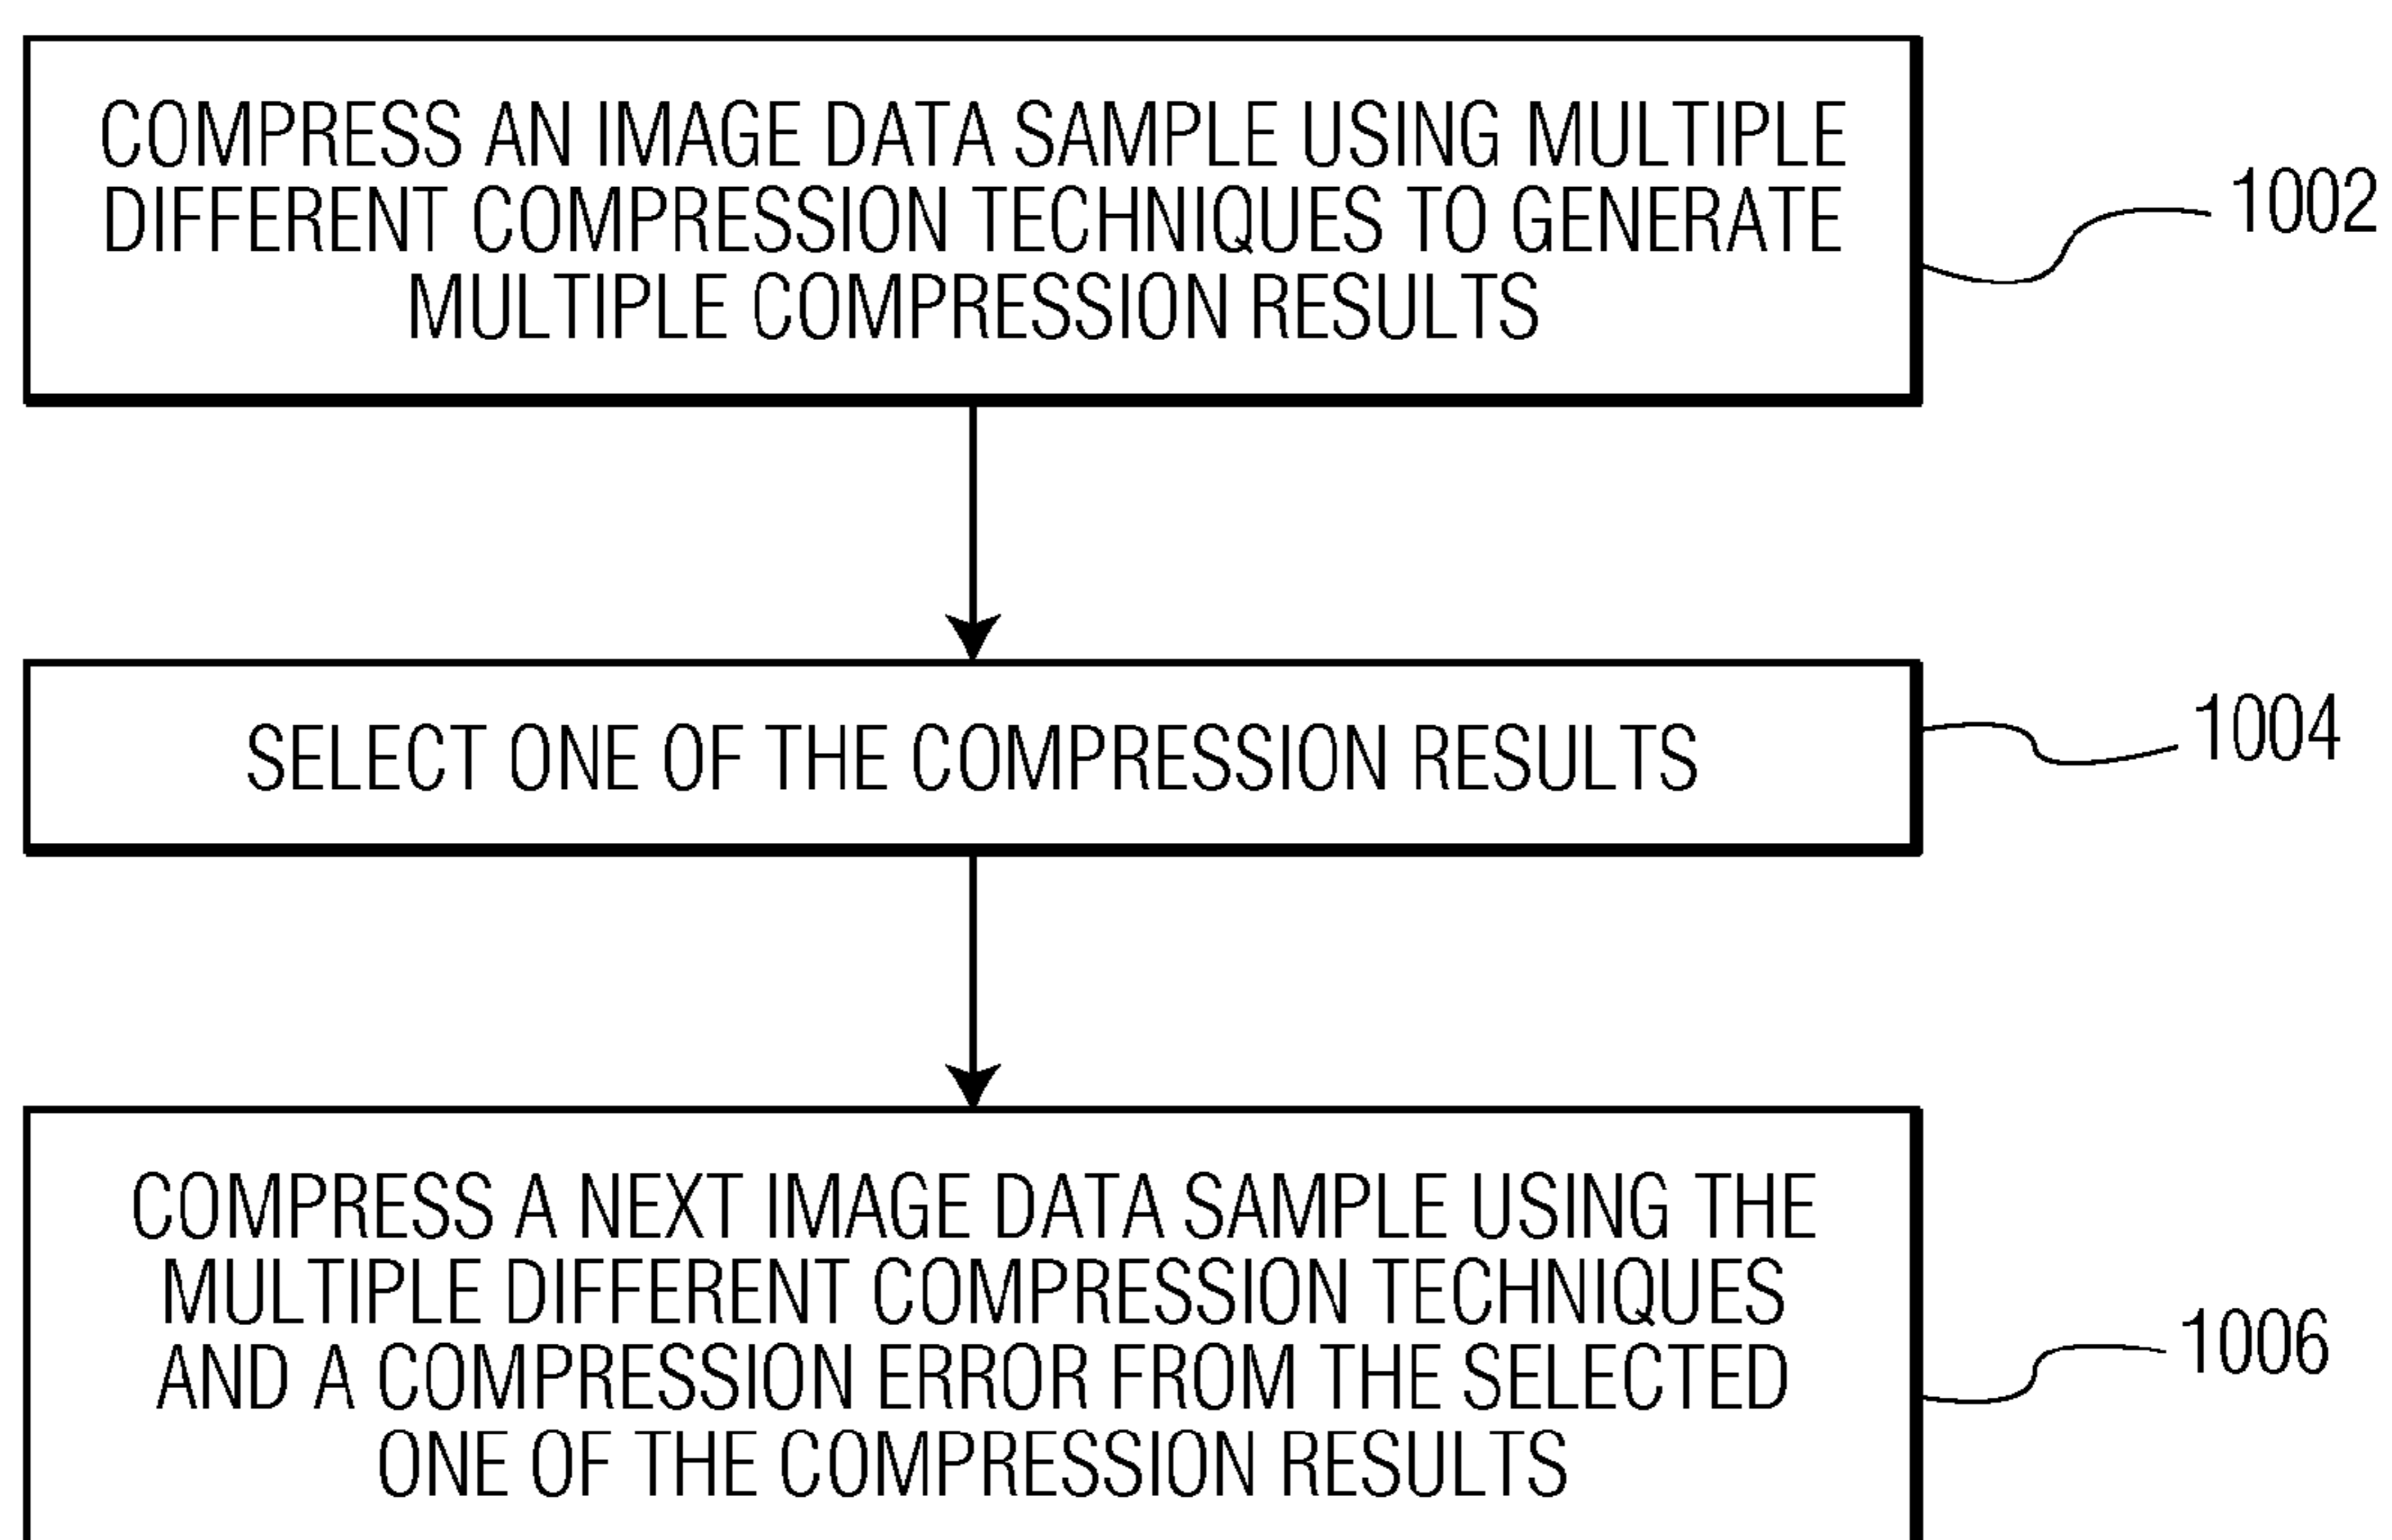 COMPRESS AN IMAGE DATA SAMPLE USING MULTIPLE
DIFFERENT COMPRESSION TECHNIQUES TO GENERATE
MULTIPLE COMPRESSION RESULTS
1002
SELECT ONE OF THE COMPRESSION RESULTS
1004
COMPRESS A NEXT IMAGE DATA SAMPLE USING THE
MULTIPLE DIFFERENT COMPRESSION TECHNIQUES
AND A COMPRESSION ERROR FROM THE SELECTED
ONE OF THE COMPRESSION RESULTS
1006